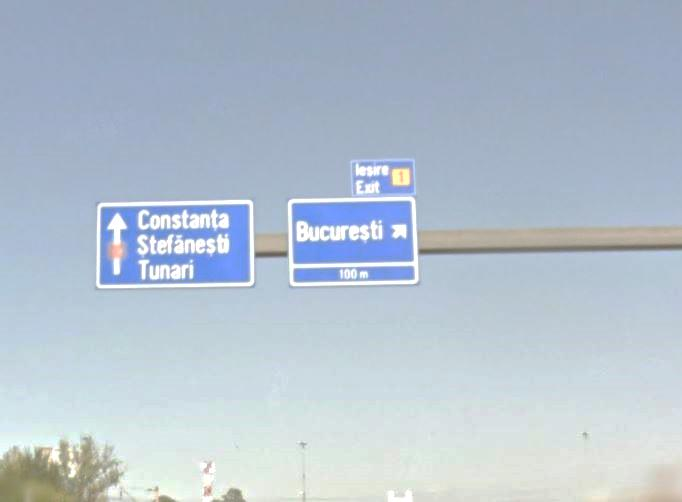 Constanța
Ștefănești
Tunari
Ieșire
Exit
1
București
100 m